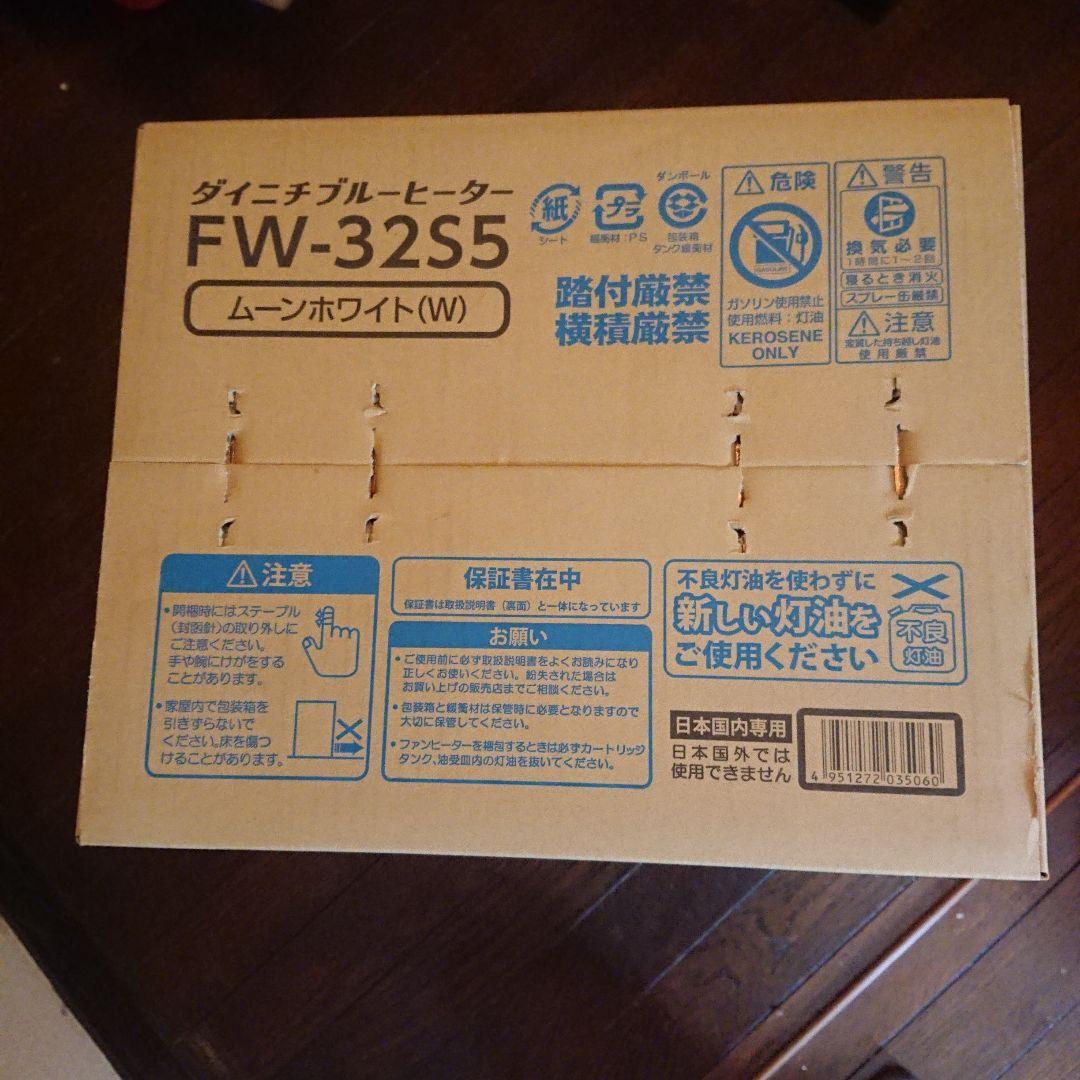 ダイニチブルーヒーター
FW-32S5
ムーンホワイト(W)
紙
シート
プラ
緩衝材:PS
ダンボール
包装箱
タンク緩衝材
踏付厳禁
横積厳禁
危険
GASOLINE
ガソリン使用禁止
使用燃料:灯油
KEROSENE
ONLY
警告
換気必要
1時間に1〜2回
寝るとき消火
スプレー缶厳禁
注意
変質した持ち越し灯油
使用厳禁
注意
•開梱時にはステープル
(封函針)の取り外しに
ご注意ください。
手や腕にけがをする
ことがあります。
•家屋内で包装箱を
引きずらないで
ください。床を傷つ
けることがあります。
保証書在中
保証書は取扱説明書(裏面)と一体になっています
お願い
•ご使用前に必ず取扱説明書をよくお読みになり
正しくお使いください。紛失された場合は
お買い上げの販売店までご相談ください。
•包装箱と緩衝材は保管時に必要となりますので
大切に保管してください。
•ファンヒーターを梱包するときは必ずカートリッジ
タンク、油受皿内の灯油を抜いてください。
不良灯油を使わずに
新しい灯油を
ご使用ください
不良
灯油
日本国内専用
日本国外では
使用できません
4951272035060